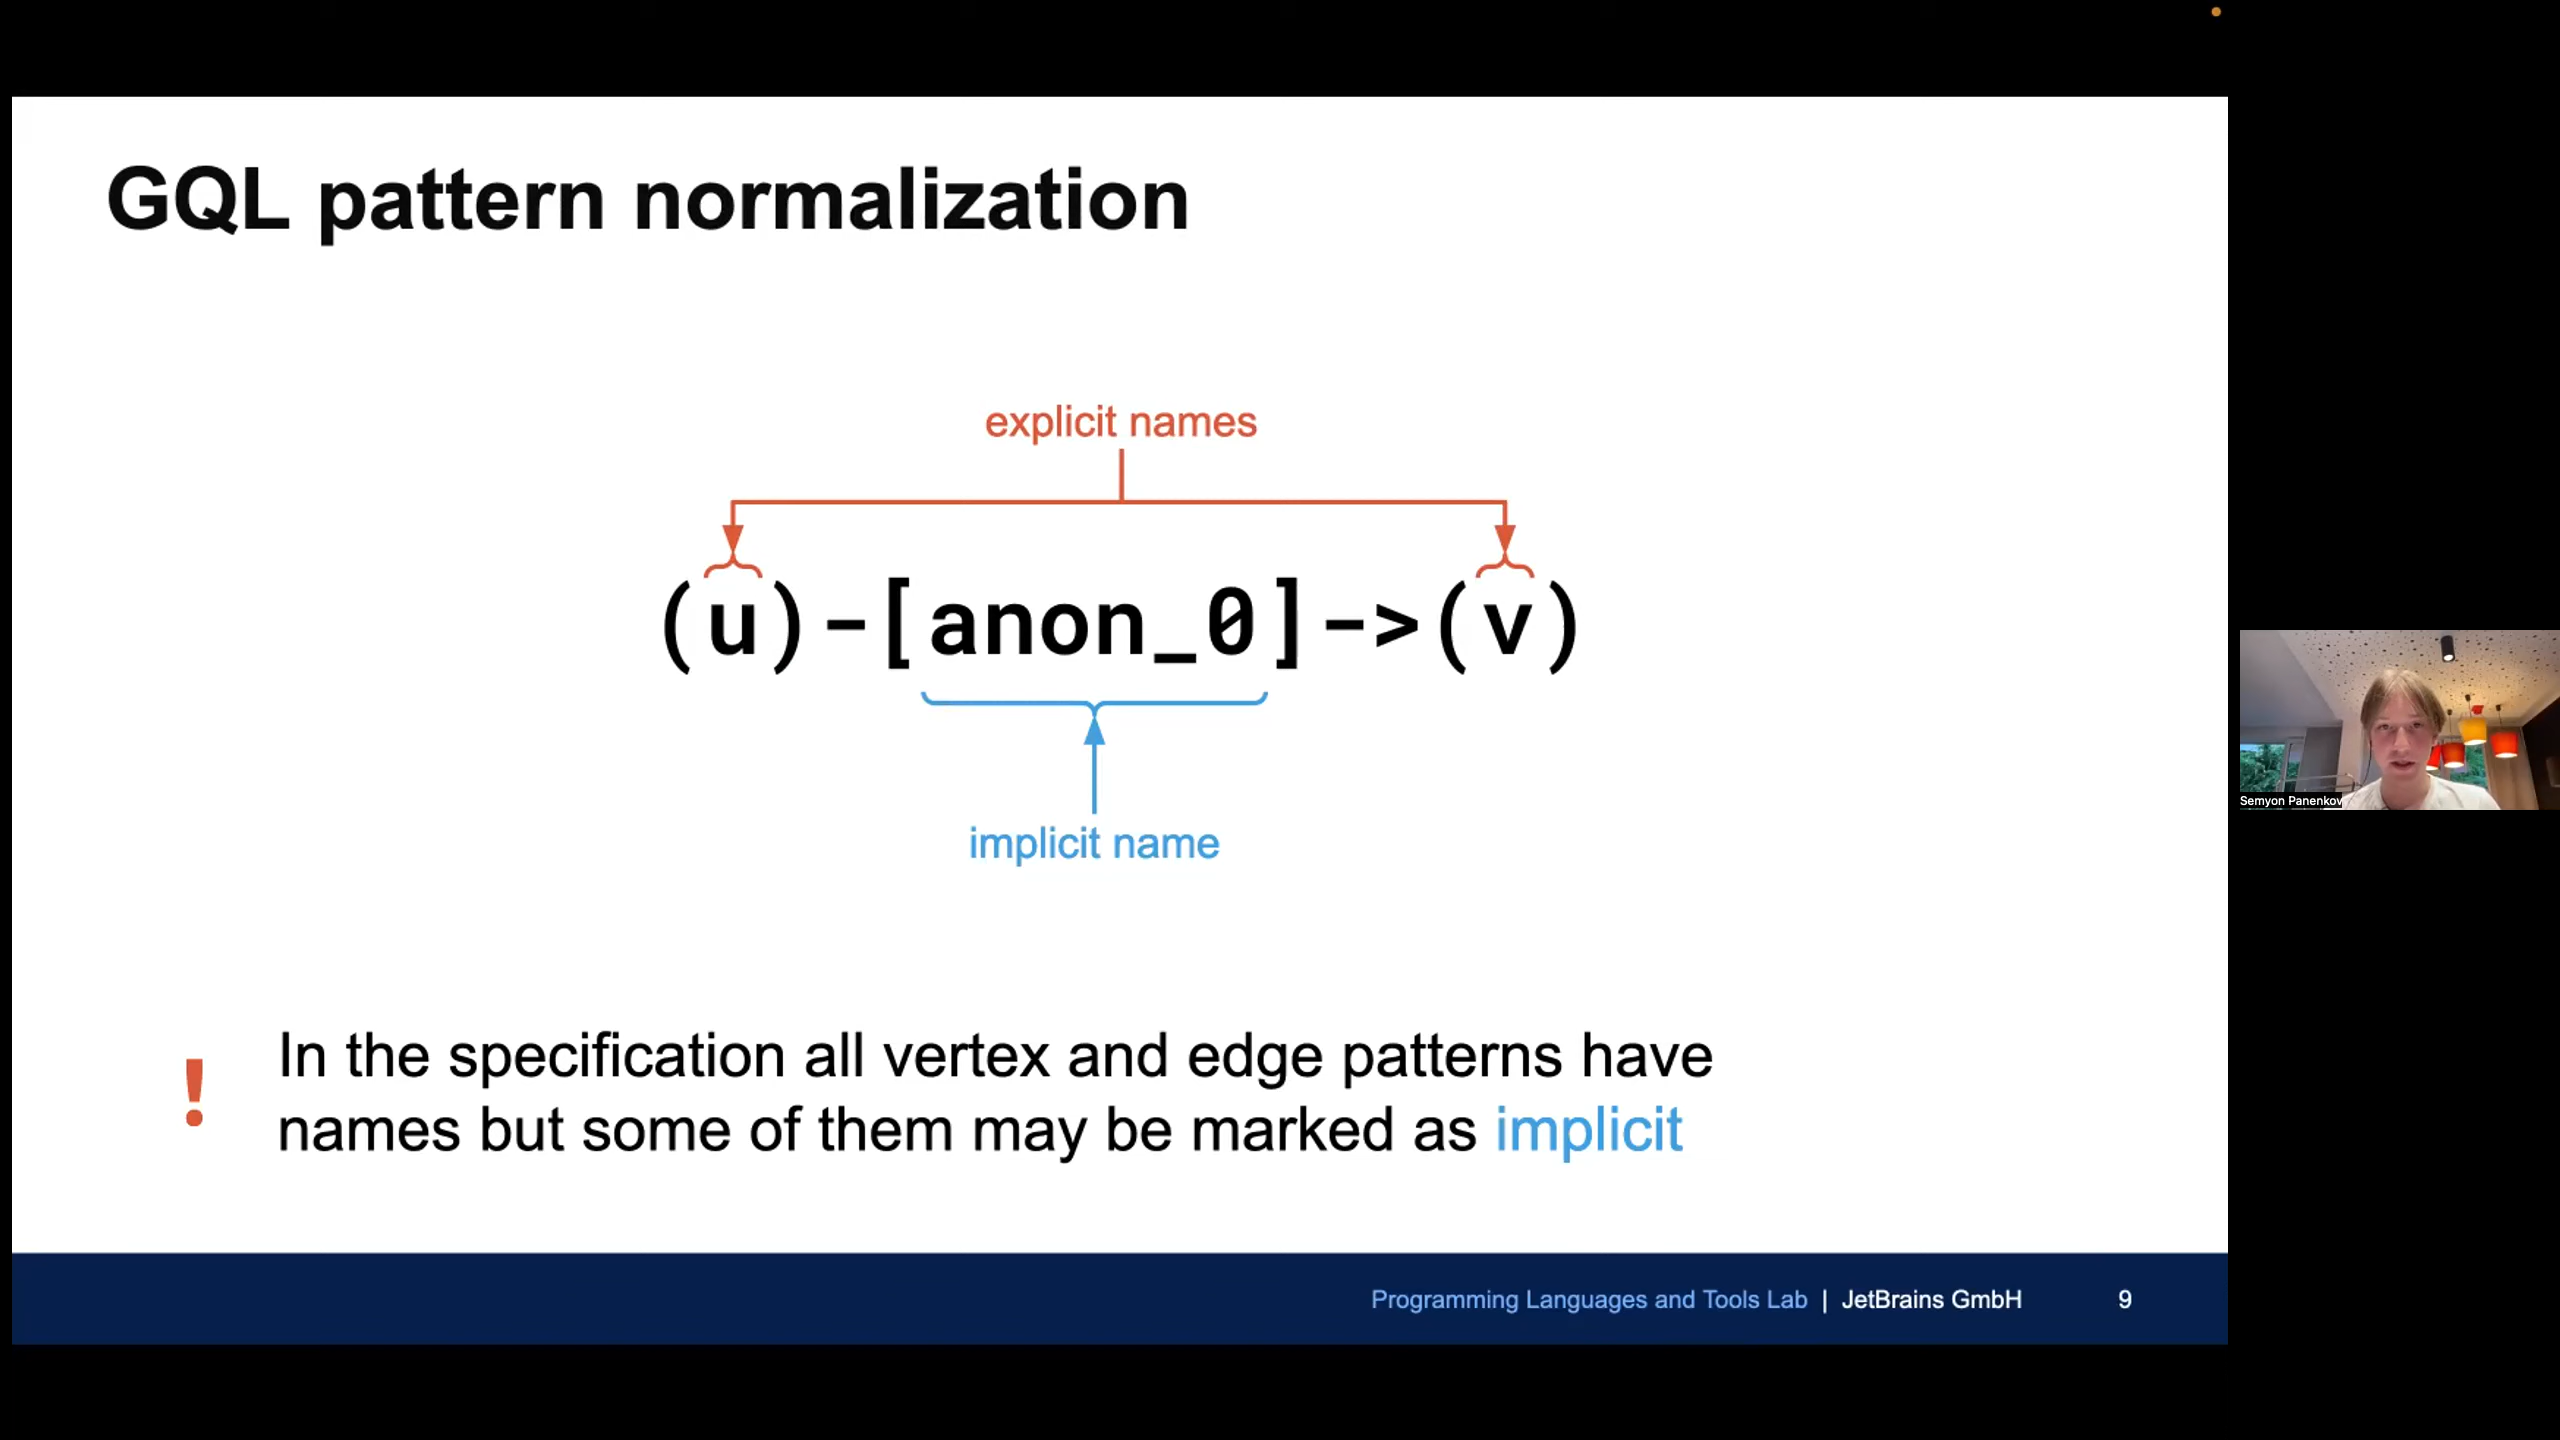 GQL pattern normalization
explicit names
(u)-[anon_0]->(v)
implicit name
! In the specification all vertex and edge patterns have
names but some of them may be marked as implicit
Semyon Panenkov
Programming Languages and Tools Lab | JetBrains GmbH 9